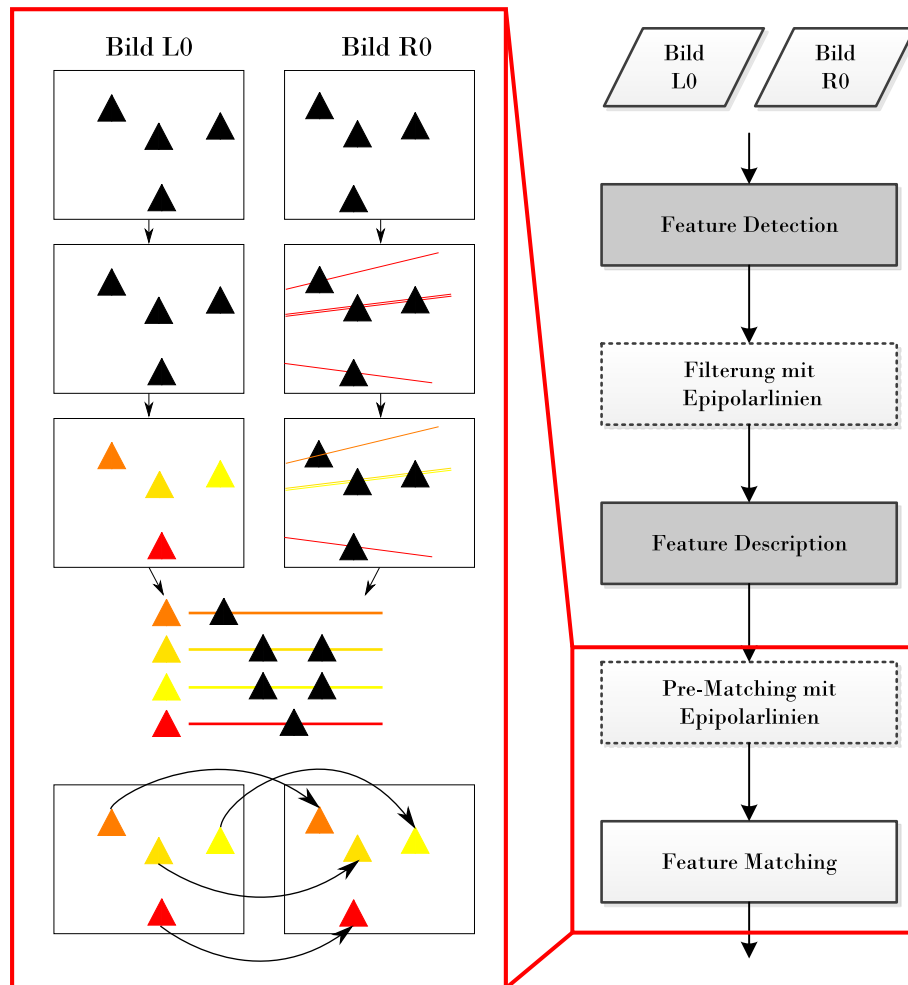 Bild L0
Bild R0
Bild
L0
Bild
R0
Feature Detection
Filterung mit
Epipolarlinien
Feature Description
Pre-Matching mit
Epipolarlinien
Feature Matching